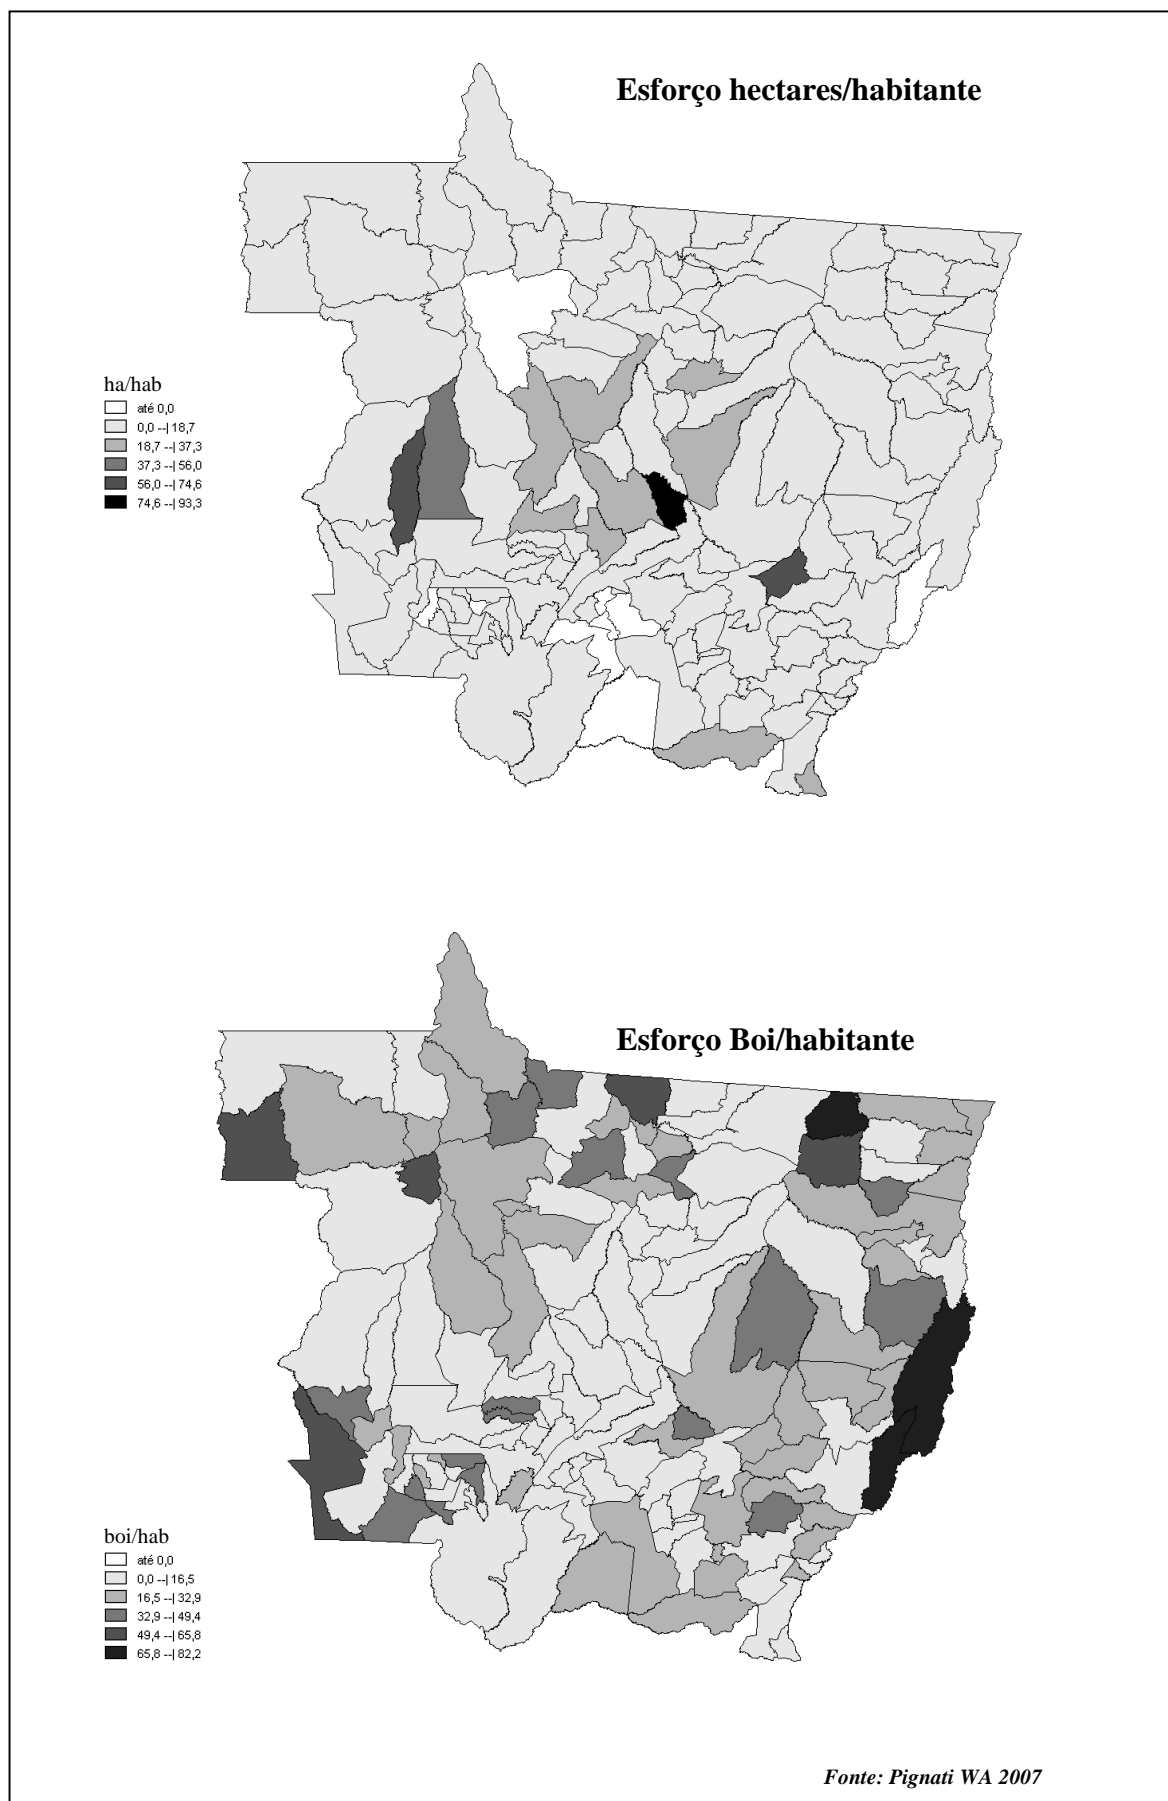 Esforço hectares/habitante
ha/hab
até 0,0
0,0 --| 18,7
18,7 --| 37,3
37,3 --| 56,0
56,0 --| 74,6
74,6 --| 93,3
Esforço Boi/habitante
boi/hab
até 0,0
0,0 --| 16,5
16,5 --| 32,9
32,9 --| 49,4
49,4 --| 65,8
65,8 --| 82,2
Fonte: Pignati WA 2007